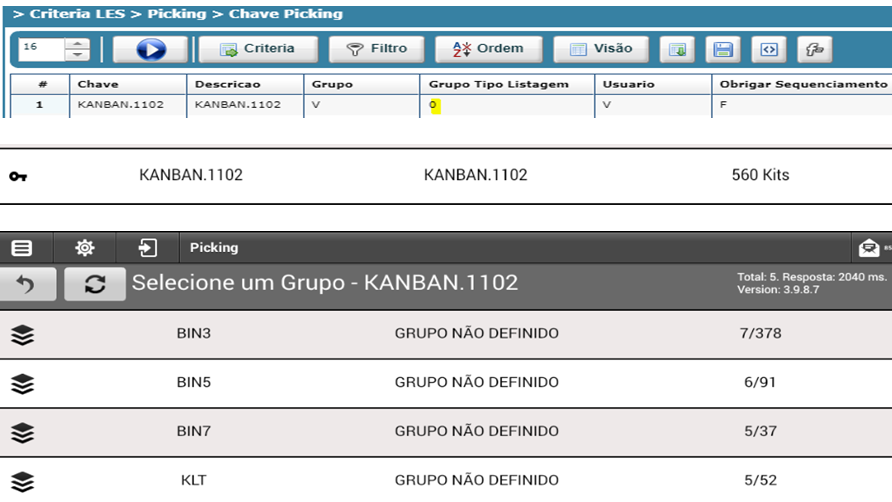 > Criteria LES > Picking > Chave Picking
16 Criteria Filtro Ordem Visão
# Chave Descricao Grupo Grupo Tipo Listagem Usuario Obrigar Sequenciamento
1 KANBAN.1102 KANBAN.1102 V O V F
KANBAN.1102 KANBAN.1102 560 Kits
Picking
Selecione um Grupo - KANBAN.1102 Total: 5. Resposta: 2040 ms.
Version: 3.9.8.7
BIN3 GRUPO NÃO DEFINIDO 7/378
BIN5 GRUPO NÃO DEFINIDO 6/91
BIN7 GRUPO NÃO DEFINIDO 5/37
KLT GRUPO NÃO DEFINIDO 5/52